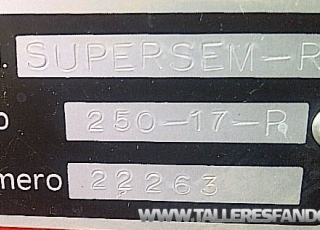 SUPERSEM-R
250-17-R
mero 22263
WWW.TALLERESFANDO